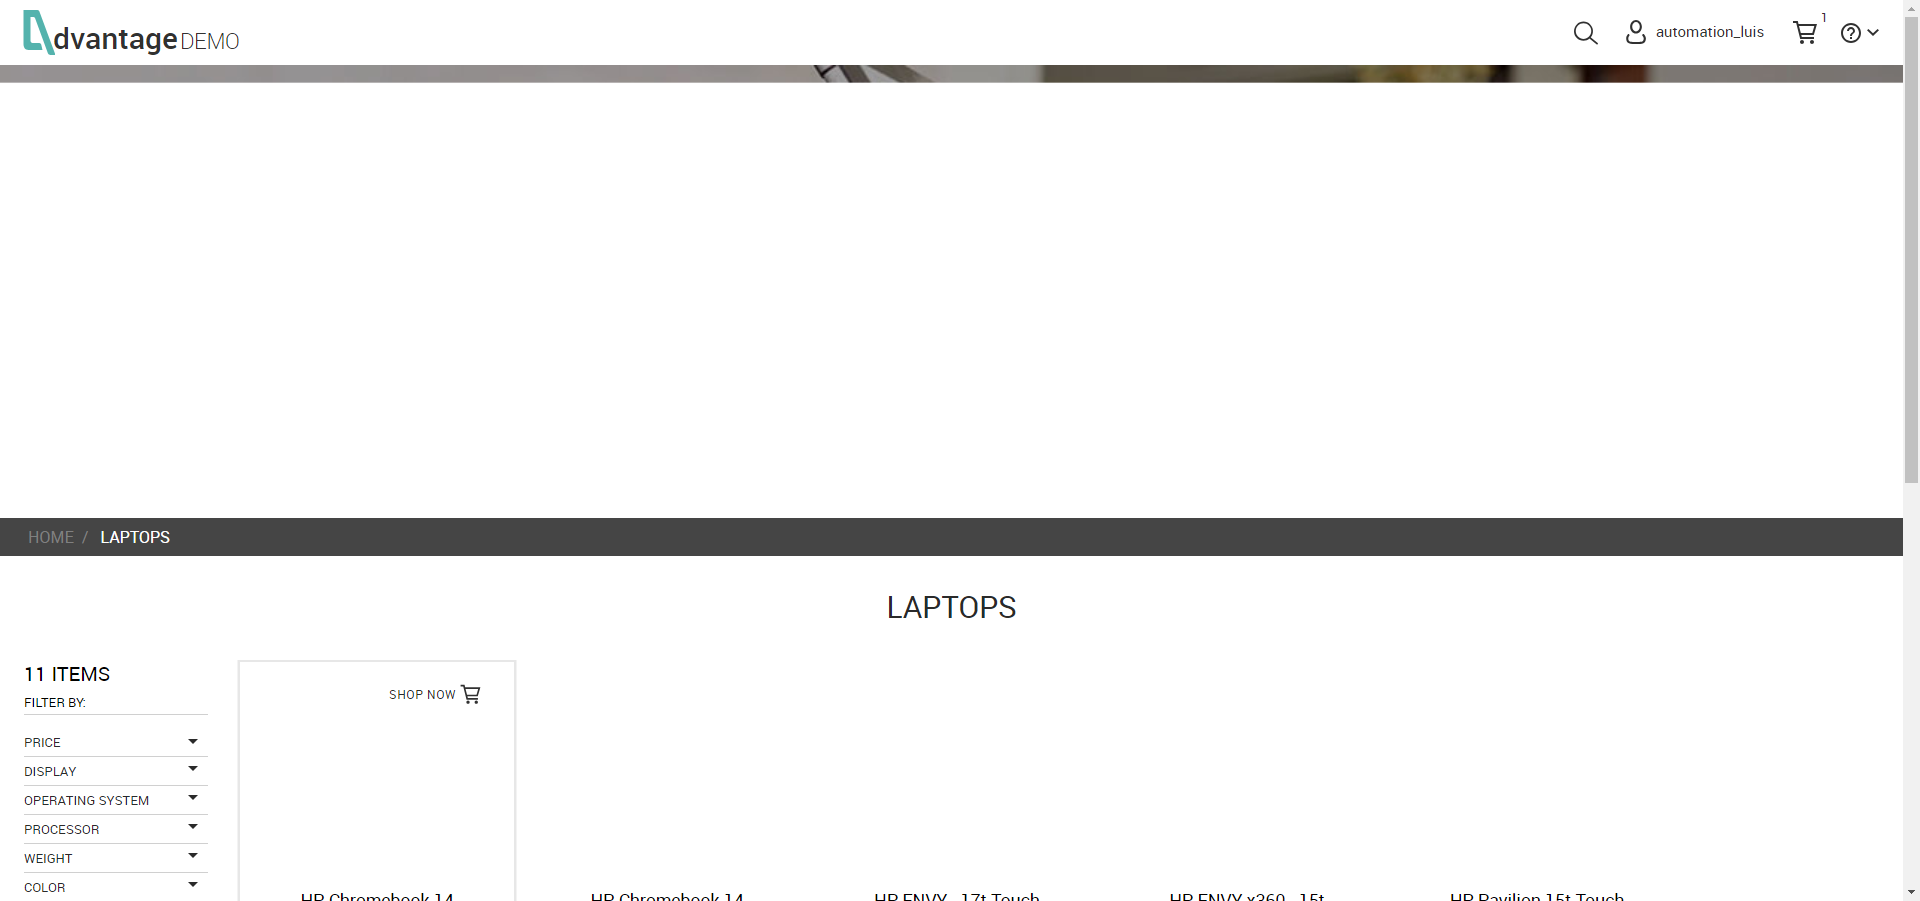 dvantage DEMO
automation_luis
1
HOME / LAPTOPS
LAPTOPS
11 ITEMS
FILTER BY:
SHOP NOW
PRICE
DISPLAY
OPERATING SYSTEM
PROCESSOR
WEIGHT
COLOR
HP Chromebook 14
HP Chromebook 14
HP ENVY - 17t Touch
HP ENVY x360 - 15t
HP Pavilion 15t Touch